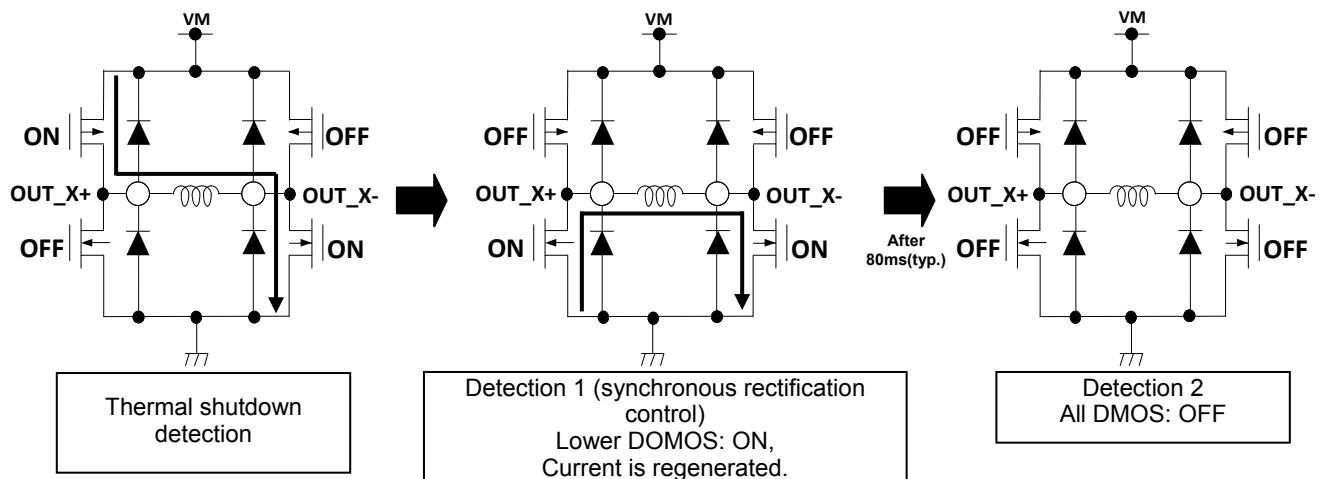 VM
ON
OFF
OUT_X+
OUT_X-
OFF
ON
Thermal shutdown
detection
VM
OFF
OFF
OUT_X+
OUT_X-
ON
ON
Detection 1 (synchronous rectification
control)
Lower DOMOS: ON,
Current is regenerated.
After
80ms(typ.)
VM
OFF
OFF
OUT_X+
OUT_X-
OFF
OFF
Detection 2
All DMOS: OFF